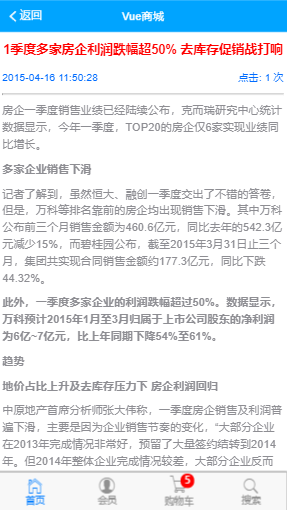 返回 Vue商城
1季度多家房企利润跌幅超50% 去库存促销战打响
2015-04-16 11:50:28 点击: 1 次
房企一季度销售业绩已经陆续公布，克而瑞研究中心统
计数据显示，今年一季度，TOP20的房企仅6家实现业绩同
比增长。
多家企业销售下滑
记者了解到，虽然恒大、融创一季度交出了不错的答卷，
但是，万科等排名靠前的房企均出现销售下滑。其中万科
公布前三个月销售金额为460.6亿元，同比去年的542.3亿
元减少15%，而碧桂园公布，截至2015年3月31日止三个
月，集团共实现合同销售金额约177.3亿元，同比下跌
44.32%。
此外，一季度多家企业的利润跌幅超过50%。数据显示，
万科预计2015年1月至3月归属于上市公司股东的净利润
为6亿~7亿元，比上年同期下降54%至61%。
趋势
地价占比上升及去库存压力下 房企利润回归
中原地产首席分析师张大伟称，一季度房企销售及利润普
遍下滑，主要是因为企业销售节奏的变化，“大部分企业
在2013年完成情况非常好，预留了大量签约结转到2014
年。但2014年整体企业完成情况较差，大部分企业反而
首页 会员 购物车 5 搜索